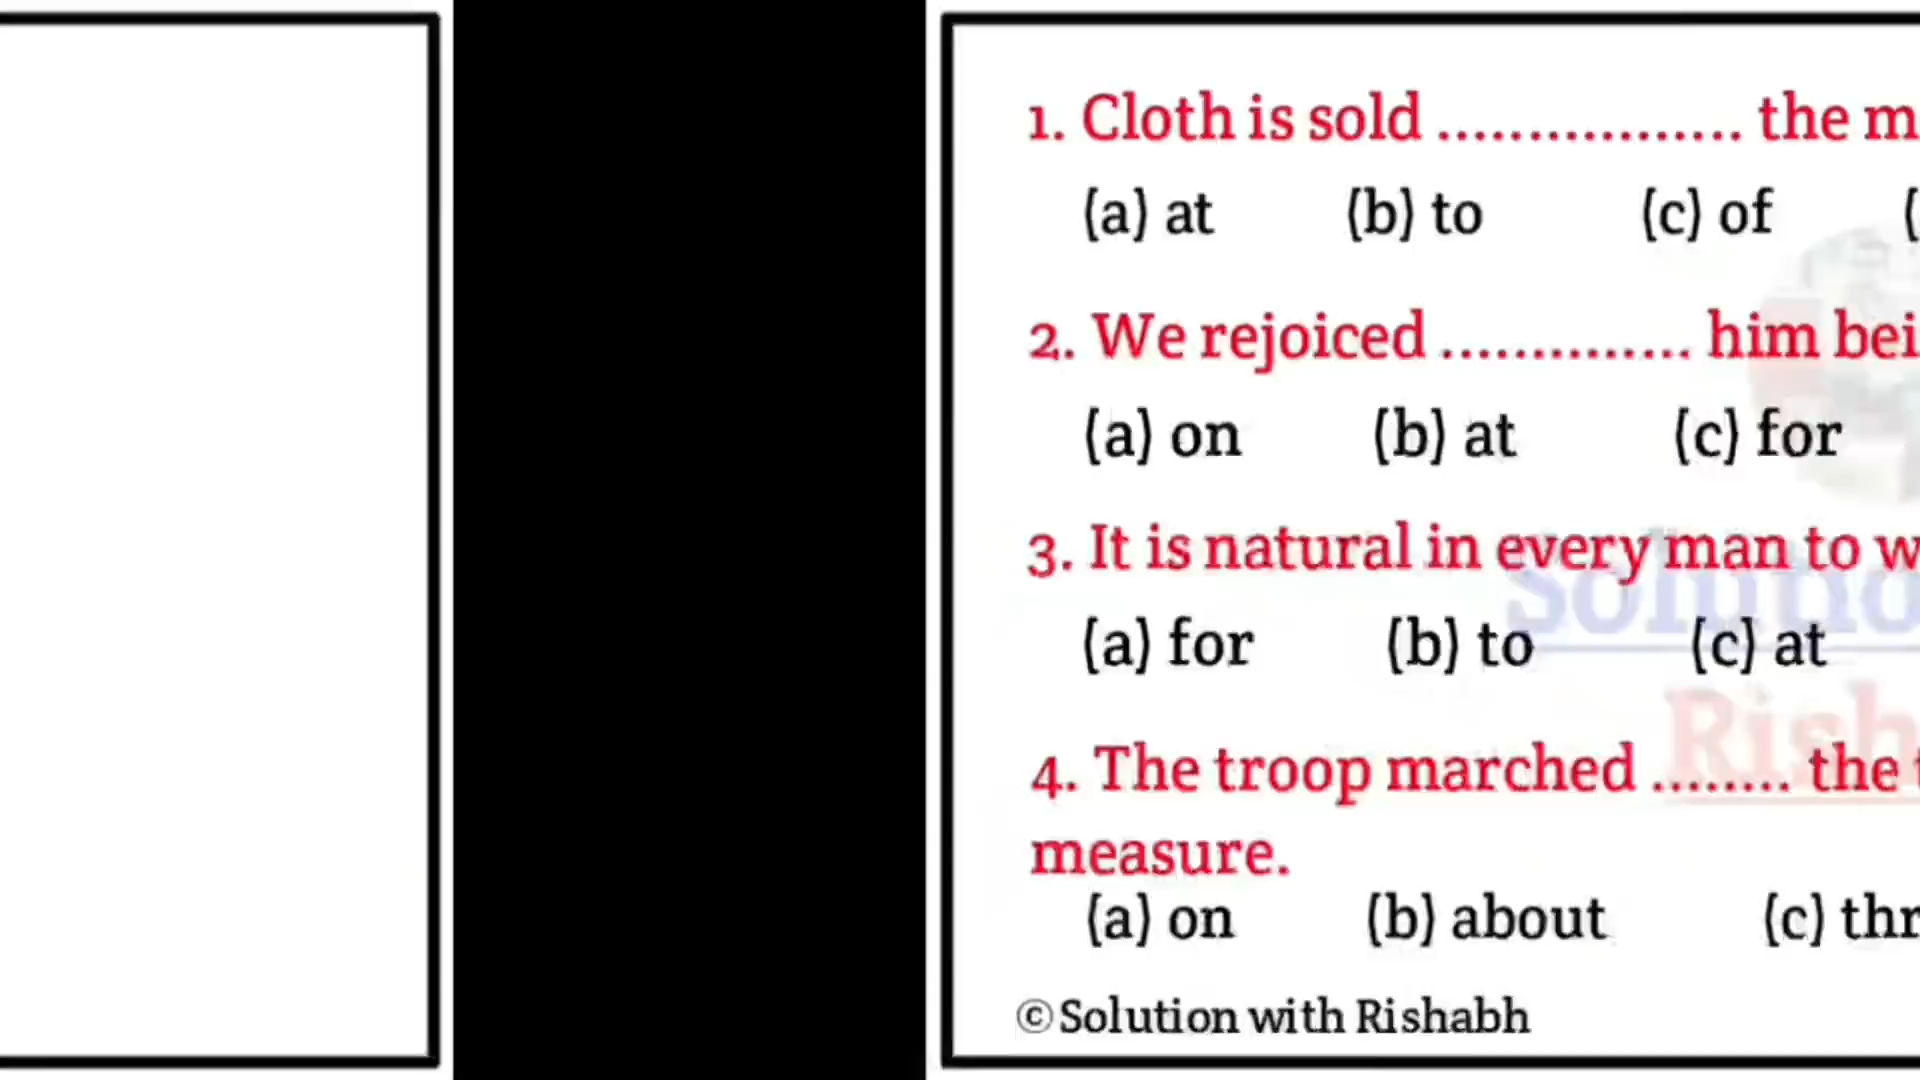 1. Cloth is sold ................. the m
(a) at (b) to (c) of (
2. We rejoiced .............. him bei
(a) on (b) at (c) for
3. It is natural in every man to w
(a) for (b) to (c) at
4. The troop marched ........ the t
measure.
(a) on (b) about (c) thr
Solutio
Rish
©Solution with Rishabh